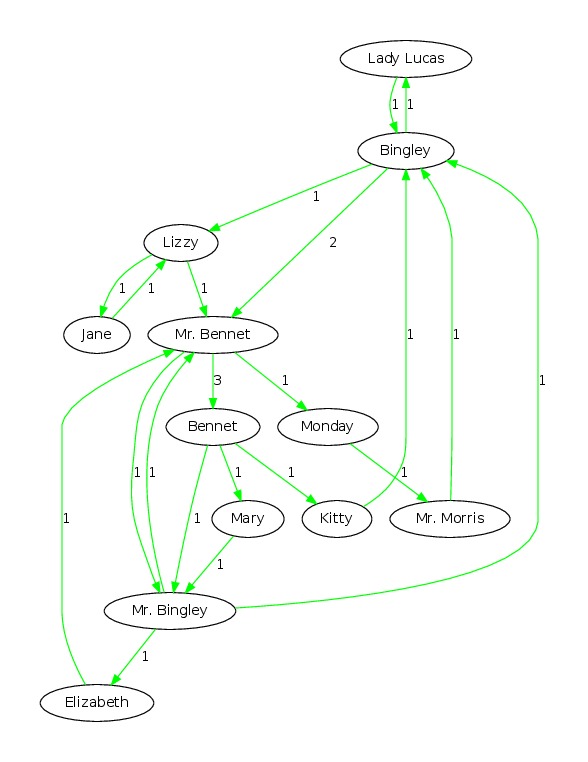 Lady Lucas
1 1
Bingley
1
2
Lizzy
1 1 1
Jane
Mr. Bennet
1
1
3 1
1
Bennet
Monday
1 1
1 1 1
1
Mary
Kitty
Mr. Morris
1
1
Mr. Bingley
1
Elizabeth